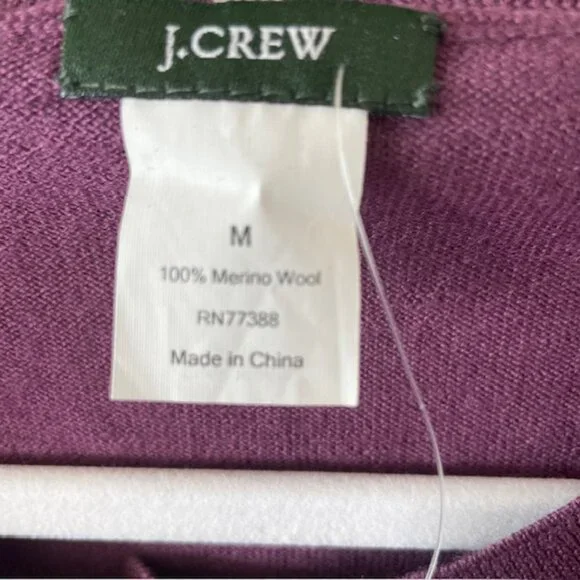 J.CREW
M
100% Merino Wool
RN77388
Made in China